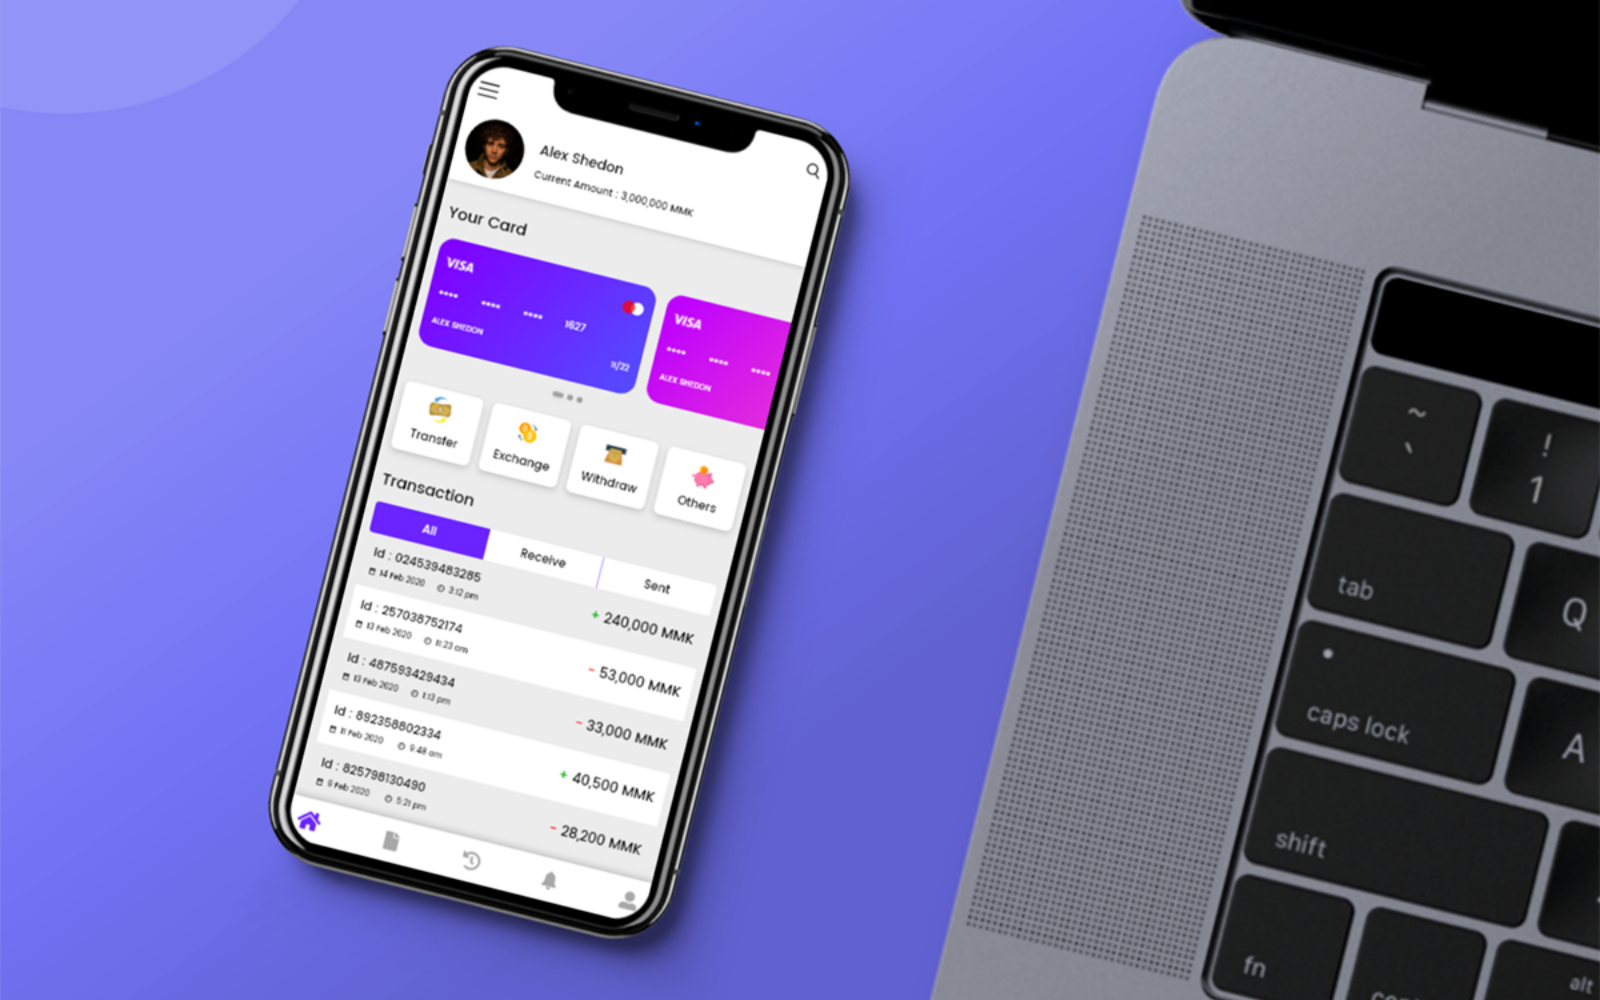 Alex Shedon
Current Amount : 3,000,000 MMK
Your Card
VISA
•••• •••• •••• 1627
ALEX SHEDON
11/22
VISA
•••• •••• ••••
ALEX SHEDON
Transfer
Exchange
Withdraw
Others
Transaction
All
Receive
Sent
Id : 024539483285
14 Feb 2020 3:12 pm
+ 240,000 MMK
Id : 257038752174
13 Feb 2020 11:23 am
- 53,000 MMK
Id : 487593429434
13 Feb 2020 1:13 pm
- 33,000 MMK
Id : 892358802334
11 Feb 2020 9:48 am
+ 40,500 MMK
Id : 825798130490
9 Feb 2020 5:21 pm
- 28,200 MMK
~
`
!
1
tab
Q
caps lock
A
shift
fn
alt